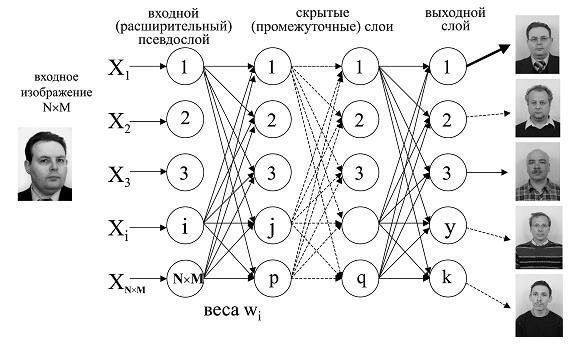 входной
(расширительный)
псевдослой
скрытые
(промежуточные) слои
выходной
слой
входное
изображение
N×M
X1 1 1 1 1
X2 2 2 2 2
X3 3 3 3 3
Xi i j y
XN×M N×M p q k
веса wi